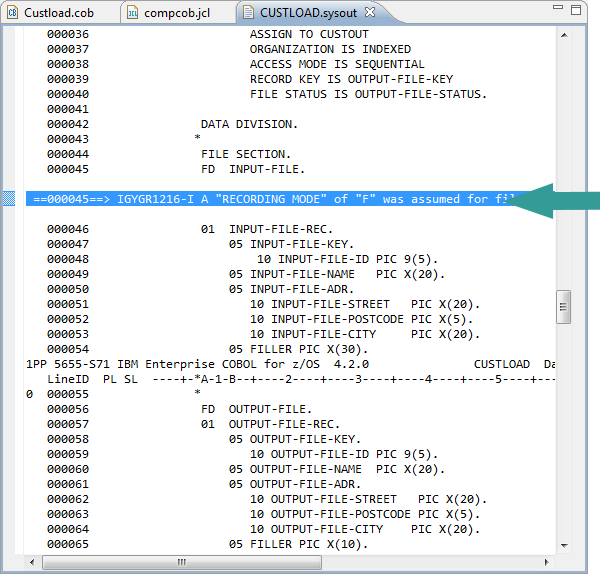 Custload.cob compcob.jcl CUSTLOAD.sysout
000036 ASSIGN TO CUSTOUT
000037 ORGANIZATION IS INDEXED
000038 ACCESS MODE IS SEQUENTIAL
000039 RECORD KEY IS OUTPUT-FILE-KEY
000040 FILE STATUS IS OUTPUT-FILE-STATUS.
000041
000042 DATA DIVISION.
000043 *
000044 FILE SECTION.
000045 FD INPUT-FILE.
==000045==> IGYGR1216-I A "RECORDING MODE" of "F" was assumed for fil
000046 01 INPUT-FILE-REC.
000047 05 INPUT-FILE-KEY.
000048 10 INPUT-FILE-ID PIC 9(5).
000049 05 INPUT-FILE-NAME PIC X(20).
000050 05 INPUT-FILE-ADR.
000051 10 INPUT-FILE-STREET PIC X(20).
000052 10 INPUT-FILE-POSTCODE PIC X(5).
000053 10 INPUT-FILE-CITY PIC X(20).
000054 05 FILLER PIC X(30).
1PP 5655-S71 IBM Enterprise COBOL for z/OS 4.2.0 CUSTLOAD Da
LineID PL SL ----+-*A-1-B--+----2----+----3----+----4----+----5----+---
0 000055 *
000056 FD OUTPUT-FILE.
000057 01 OUTPUT-FILE-REC.
000058 05 OUTPUT-FILE-KEY.
000059 10 OUTPUT-FILE-ID PIC 9(5).
000060 05 OUTPUT-FILE-NAME PIC X(20).
000061 05 OUTPUT-FILE-ADR.
000062 10 OUTPUT-FILE-STREET PIC X(20).
000063 10 OUTPUT-FILE-POSTCODE PIC X(5).
000064 10 OUTPUT-FILE-CITY PIC X(20).
000065 05 FILLER PIC X(10).